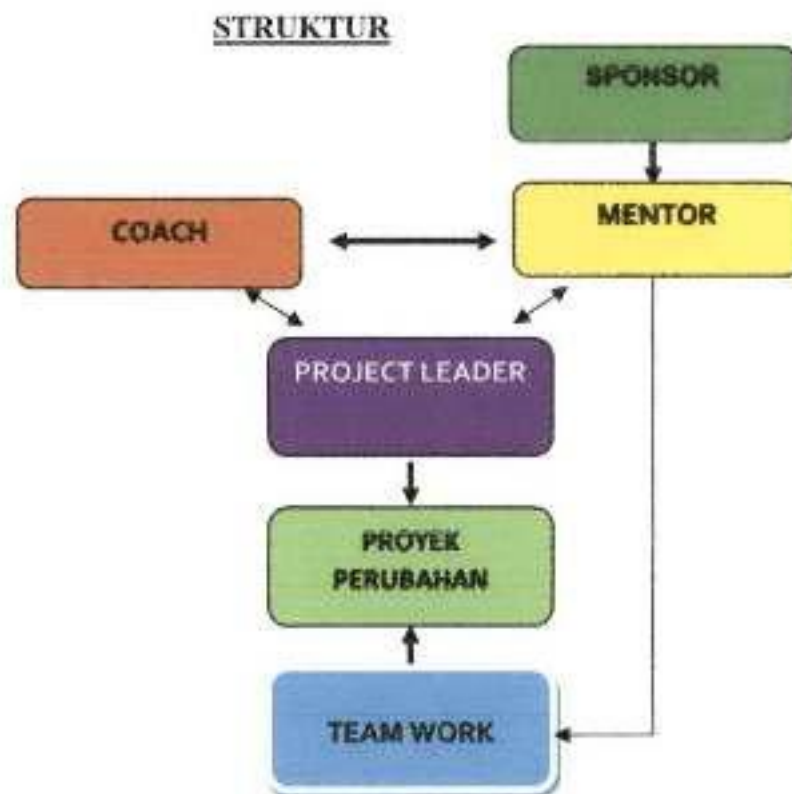 STRUKTUR
SPONSOR
COACH
MENTOR
PROJECT LEADER
PROYEK
PERUBAHAN
TEAM WORK